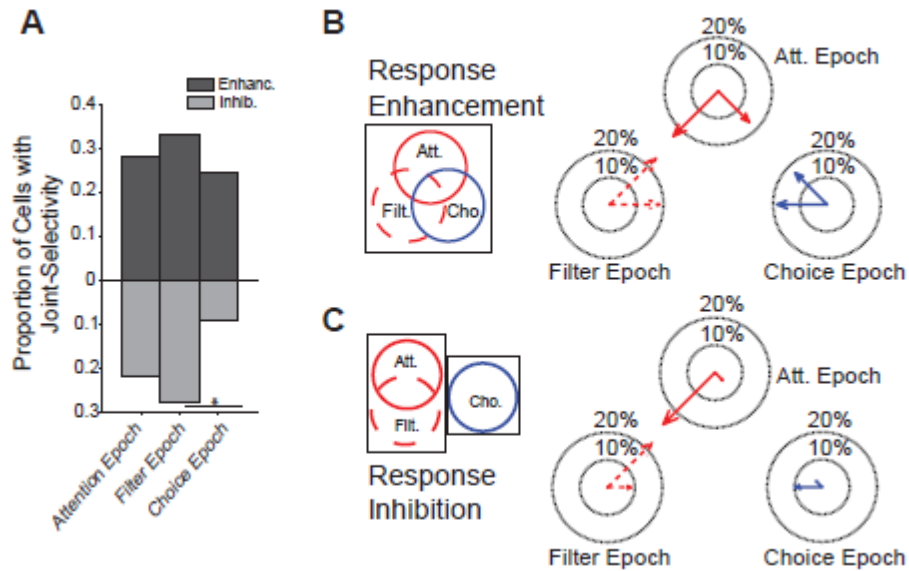 A
Enhanc.
Inhib.
Proportion of Cells with
Joint-Selectivity
0.4
0.3
0.2
0.1
0
0.1
0.2
0.3
*
Attention Epoch
Filter Epoch
Choice Epoch
B
Response
Enhancement
Att.
Filt.
Cho.
20%
10%
Att. Epoch
20%
10%
Filter Epoch
20%
10%
Choice Epoch
C
Att.
Filt.
Cho.
Response
Inhibition
20%
10%
Att. Epoch
20%
10%
Filter Epoch
20%
10%
Choice Epoch